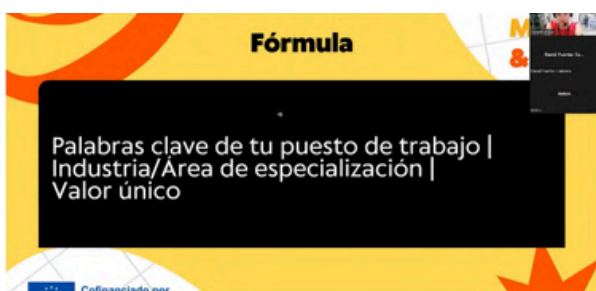 Fórmula
M
&
Palabras clave de tu puesto de trabajo |
Industria/Área de especialización |
Valor único
Cofinanciado por